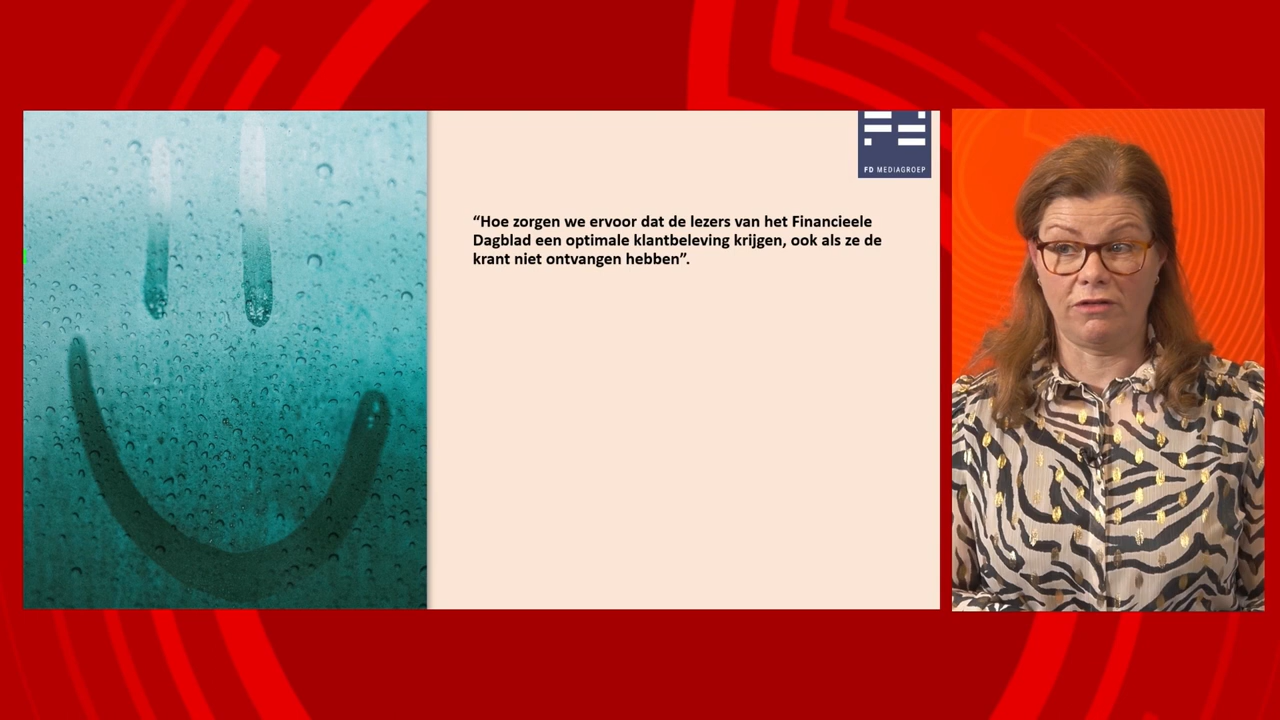 FD MEDIAGROEP
“Hoe zorgen we ervoor dat de lezers van het Financieele
Dagblad een optimale klantbeleving krijgen, ook als ze de
krant niet ontvangen hebben”.